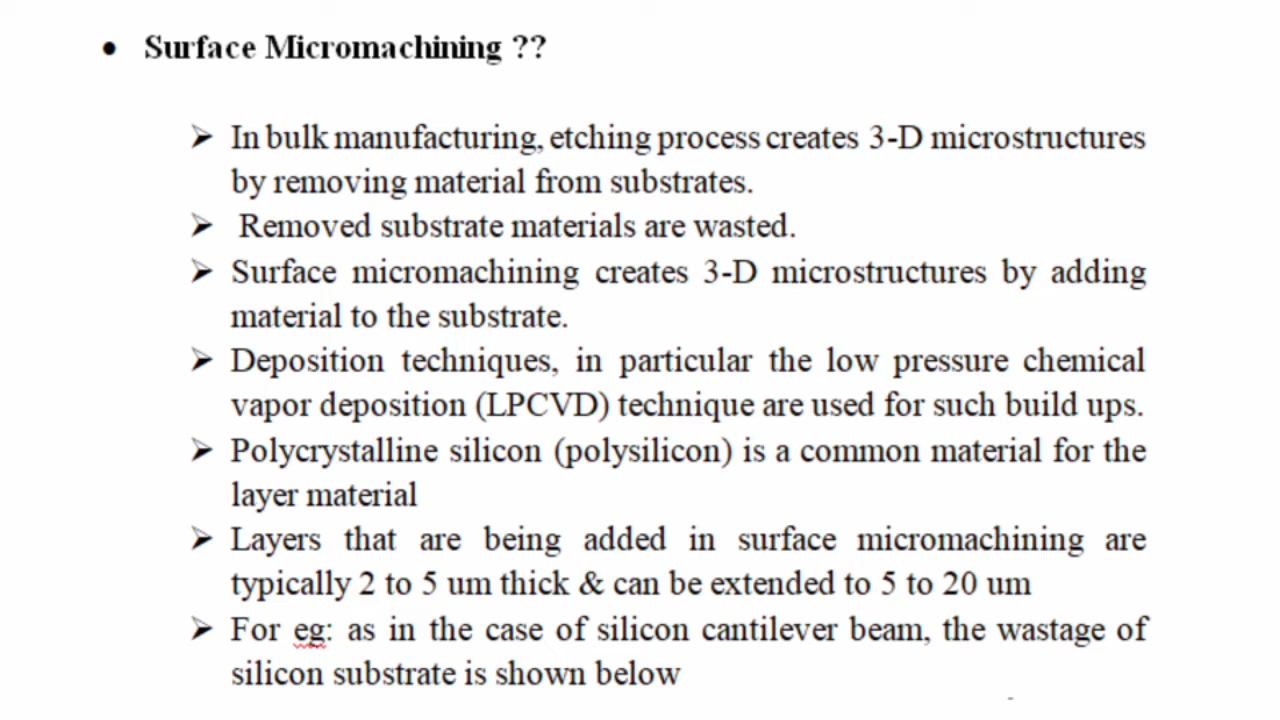 • Surface Micromachining ??
➢ In bulk manufacturing, etching process creates 3-D microstructures
by removing material from substrates.
➢ Removed substrate materials are wasted.
➢ Surface micromachining creates 3-D microstructures by adding
material to the substrate.
➢ Deposition techniques, in particular the low pressure chemical
vapor deposition (LPCVD) technique are used for such build ups.
➢ Polycrystalline silicon (polysilicon) is a common material for the
layer material
➢ Layers that are being added in surface micromachining are
typically 2 to 5 um thick & can be extended to 5 to 20 um
➢ For eg: as in the case of silicon cantilever beam, the wastage of
silicon substrate is shown below